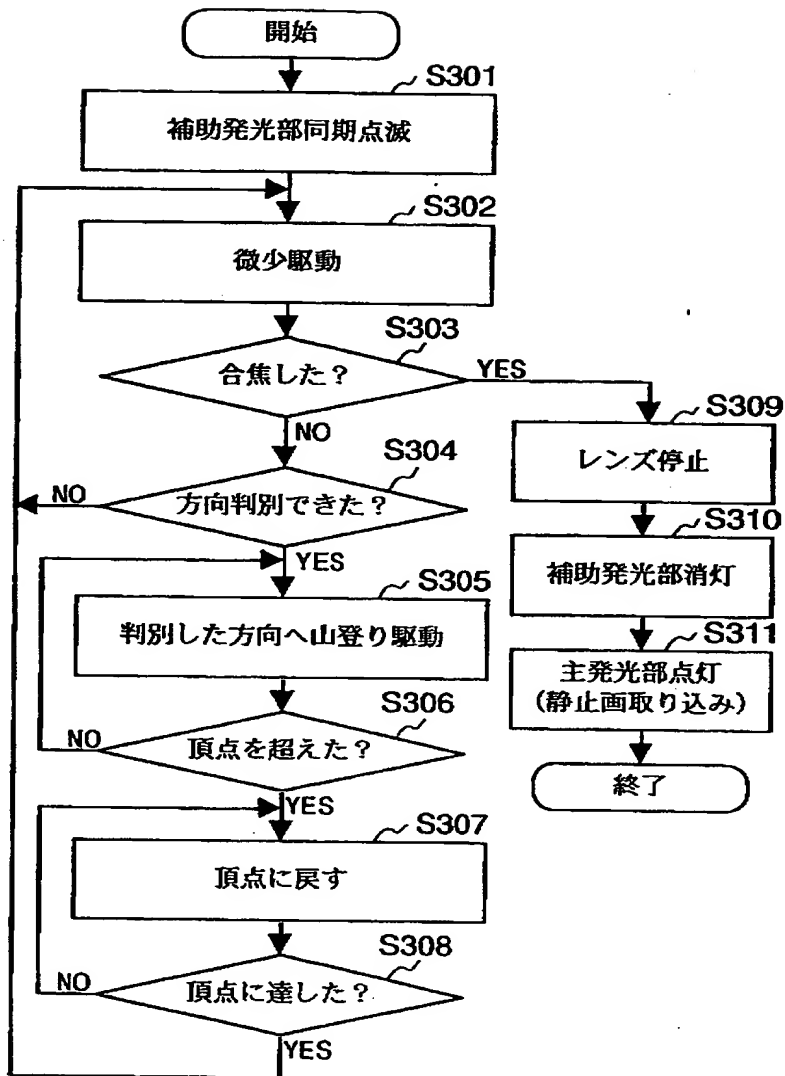 開始
S301
補助発光部同期点滅
S302
微少駆動
S303
合焦した？
YES
NO
S304
方向判別できた？
NO
YES
S305
判別した方向へ山登り駆動
S306
頂点を超えた？
NO
YES
S307
頂点に戻す
S308
頂点に達した？
NO
YES
S309
レンズ停止
S310
補助発光部消灯
S311
主発光部点灯
(静止画取り込み)
終了